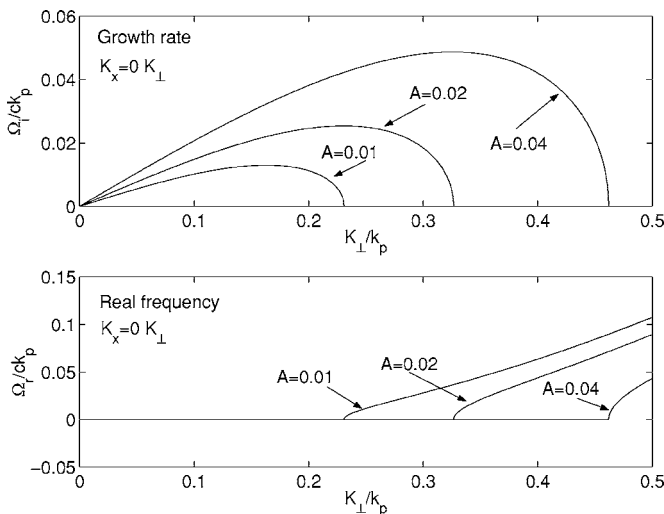 0.06
Growth rate
K_x=0 K_⊥
0.04
A=0.02
Ω_i/ck_p
0.02
A=0.01
A=0.04
0
0 0.1 0.2 0.3 0.4 0.5
K_⊥/k_p
0.15
Real frequency
0.1
K_x=0 K_⊥
Ω_r/ck_p
0.05
A=0.01
A=0.02
A=0.04
0
−0.05
0 0.1 0.2 0.3 0.4 0.5
K_⊥/k_p